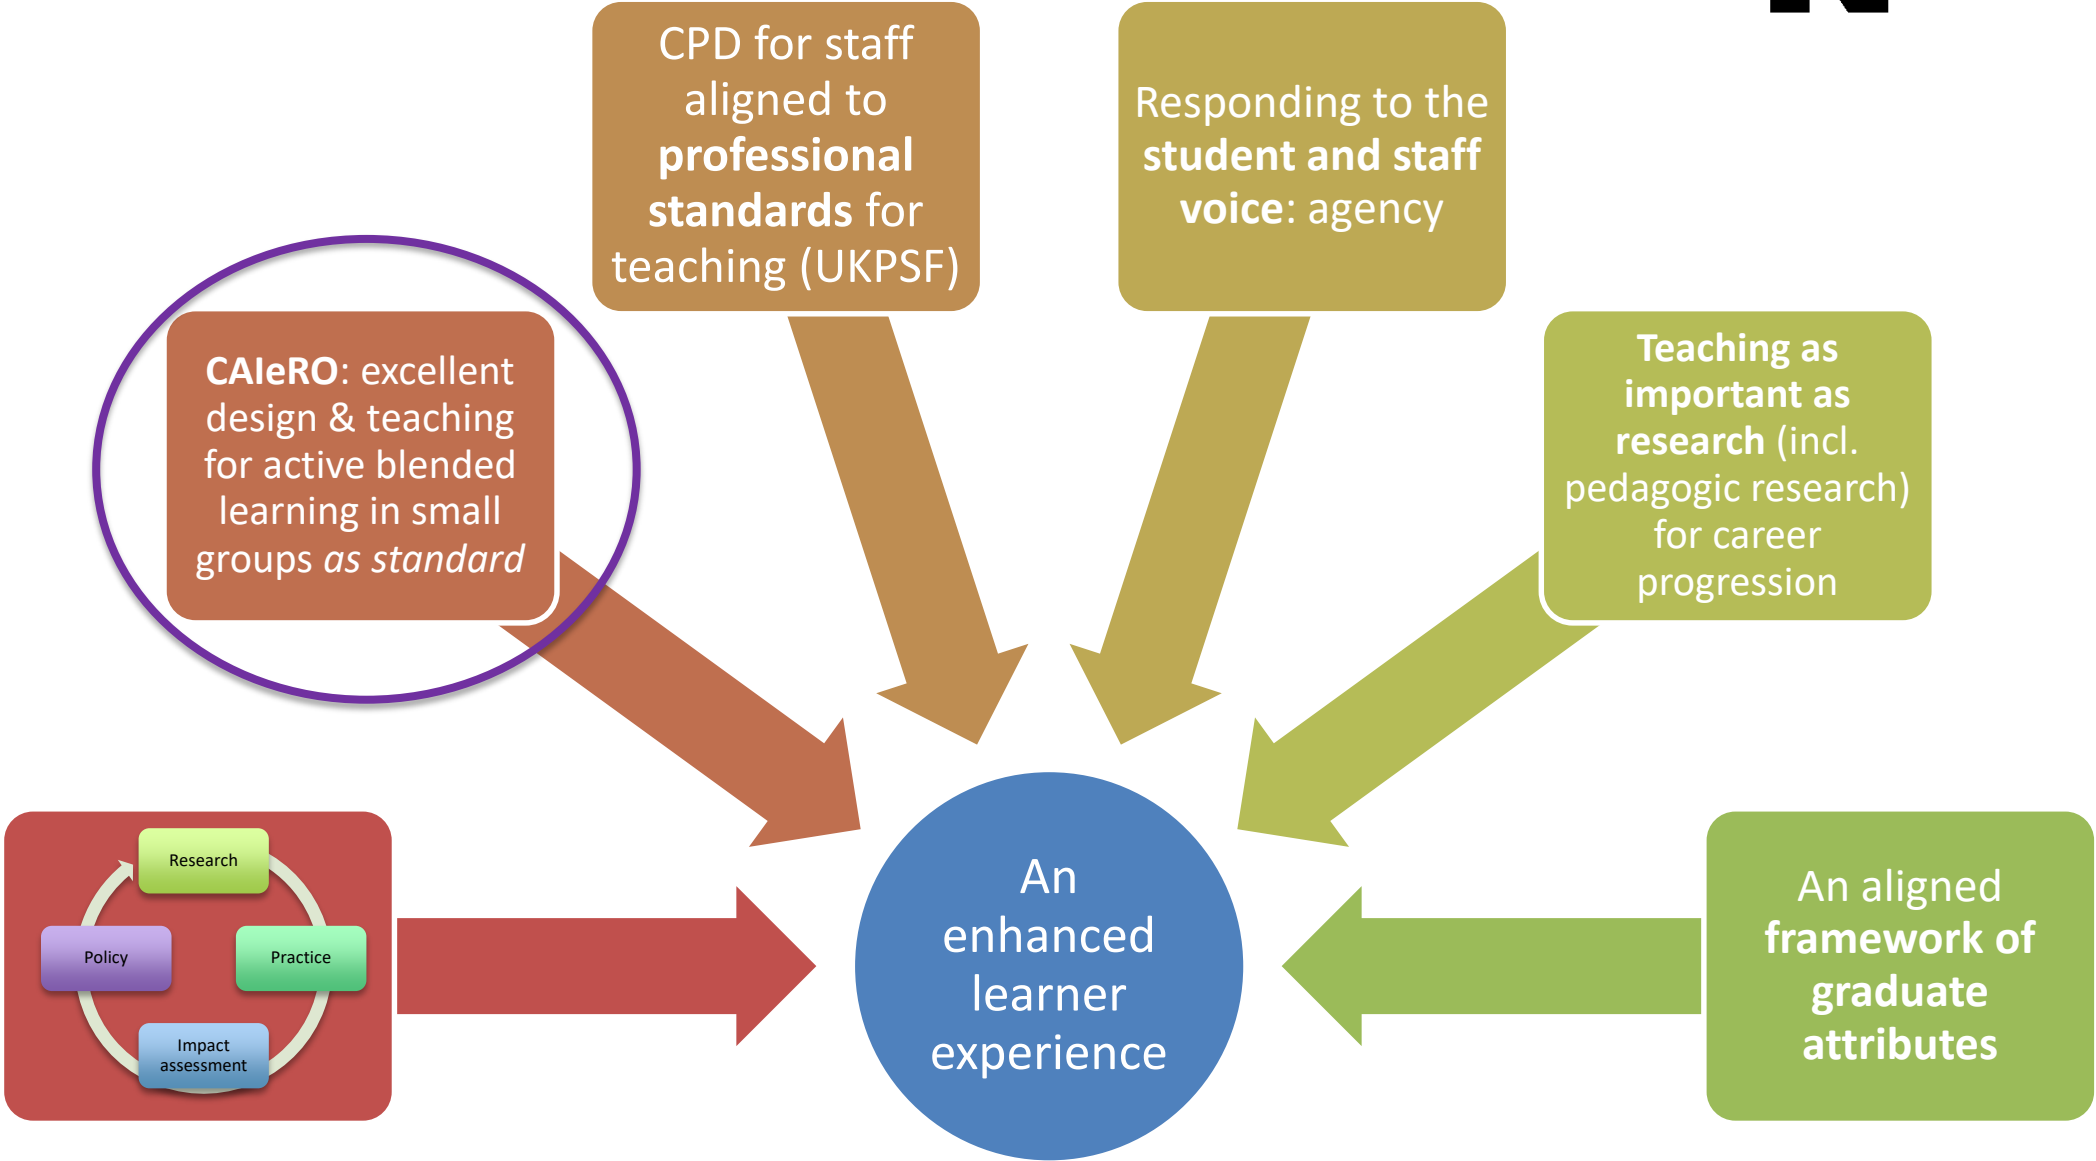 CPD for staff
aligned to
professional
standards for
teaching (UKPSF)
Responding to the
student and staff
voice: agency
CAIeRO: excellent
design & teaching
for active blended
learning in small
groups as standard
Teaching as
important as
research (incl.
pedagogic research)
for career
progression
Research
Policy
Practice
Impact
assessment
An
enhanced
learner
experience
An aligned
framework of
graduate
attributes